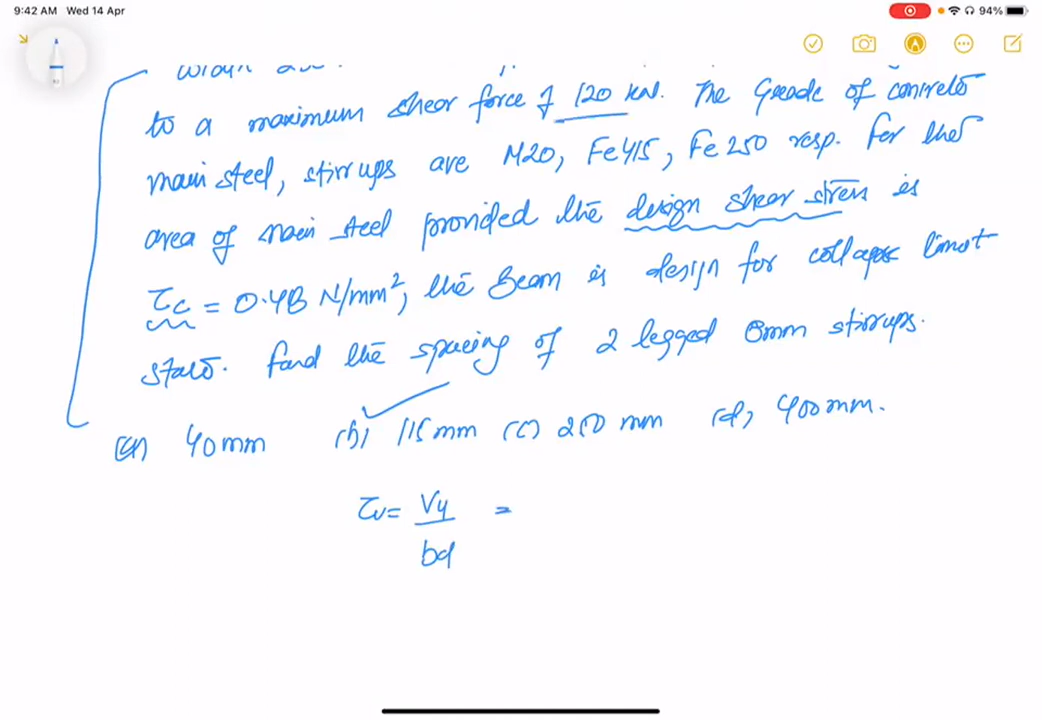 9:42 AM Wed 14 Apr 94%
to a maximum shear force of 120 kN. The Grade of concrete
main steel, stirrups are M20, Fe415, Fe250 resp. For the
area of main steel provided the design shear stress is
τc = 0.48 N/mm², the Beam is design for collapse limit
state. find the spacing of 2 legged 8mm stirrups.
(a) 40mm (b) 115mm (c) 250 mm (d) 400mm.
τv = Vu =
bd